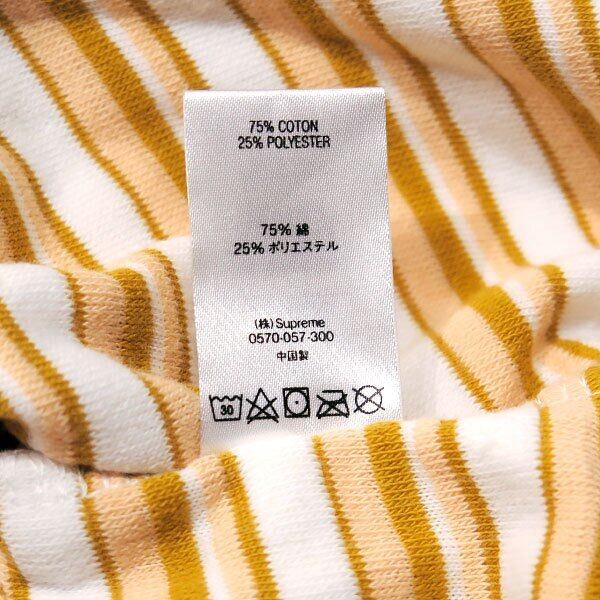 75% COTON
25% POLYESTER
75% 綿
25% ポリエステル
(株) Supreme
0570-057-300
中国製
30